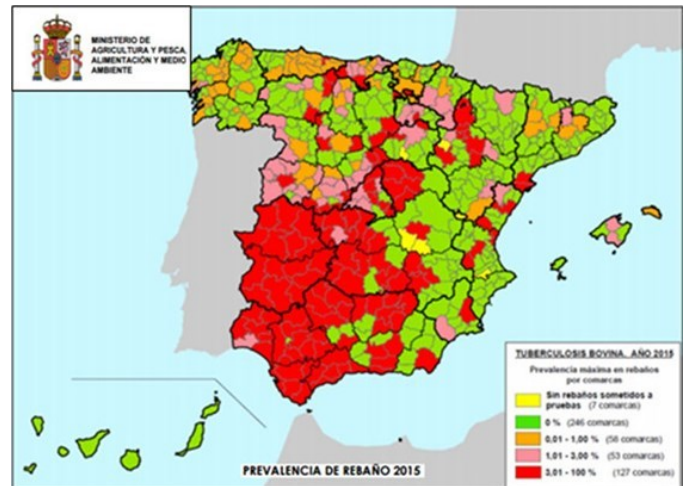 MINISTERIO DE
AGRICULTURA Y PESCA,
ALIMENTACIÓN Y MEDIO
AMBIENTE
TUBERCULOSIS BOVINA. AÑO 2015
Prevalencia máxima en rebaños
por comarcas
Sin rebaños sometidos a
pruebas (7 comarcas)
0 % (246 comarcas)
0,01 - 1,00 % (58 comarcas)
1,01 - 3,00 % (53 comarcas)
3,01 - 100 % (127 comarcas)
PREVALENCIA DE REBAÑO 2015